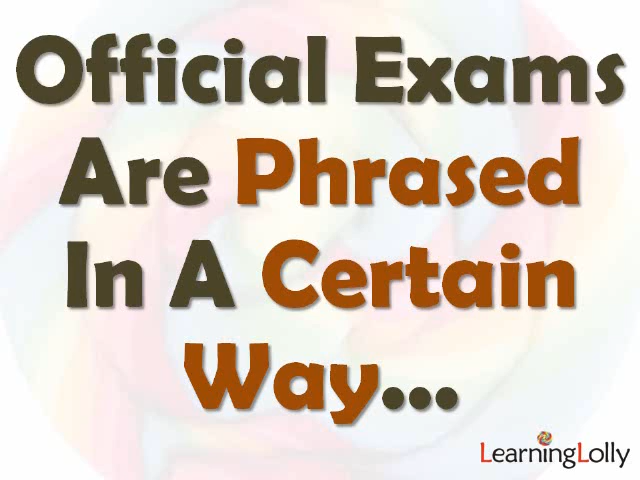 Official Exams
Are Phrased
In A Certain
Way...
LearningLolly